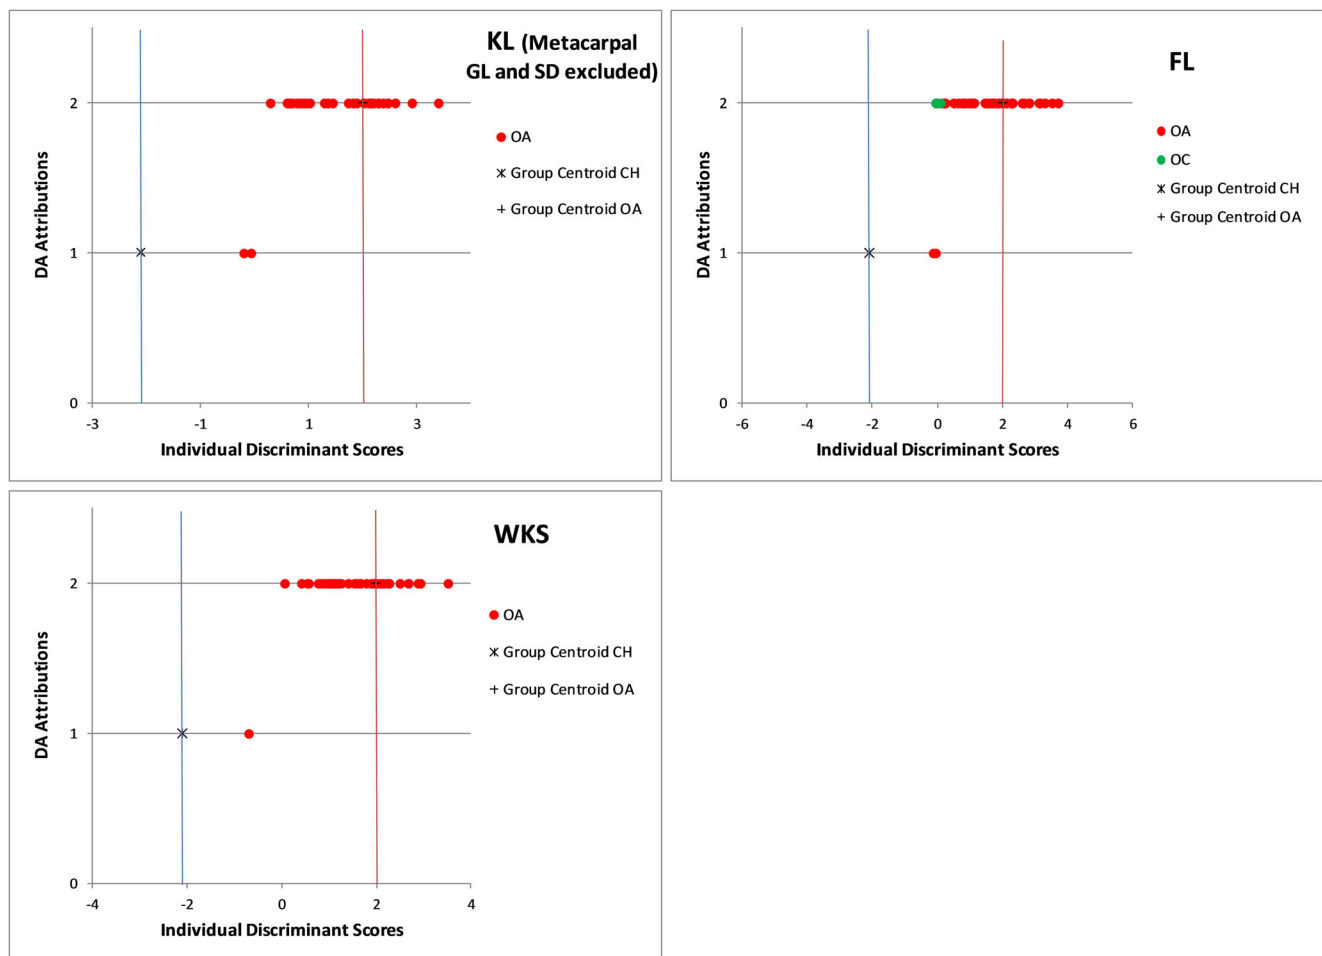 KL (Metacarpal
GL and SD excluded)
DA Attributions
2
1
0
-3
-1
1
3
Individual Discriminant Scores
OA
Group Centroid CH
Group Centroid OA
FL
DA Attributions
2
1
0
-6
-4
-2
0
2
4
6
Individual Discriminant Scores
OA
OC
Group Centroid CH
Group Centroid OA
WKS
DA Attributions
2
1
0
-4
-2
0
2
4
Individual Discriminant Scores
OA
Group Centroid CH
Group Centroid OA